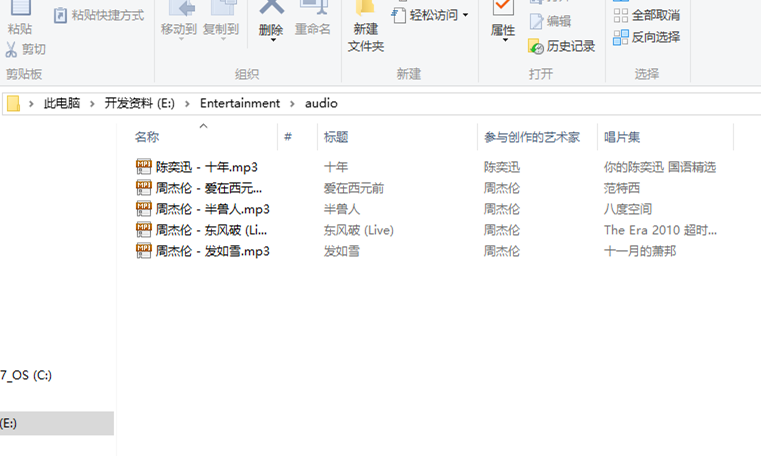 粘贴 粘贴快捷方式 移动到 复制到 删除 重命名 新建 轻松访问 属性 编辑 全部取消
剪切 文件夹 历史记录 反向选择
剪贴板 组织 新建 打开 选择
此电脑 开发资料 (E:) Entertainment audio
名称 # 标题 参与创作的艺术家 唱片集
陈奕迅 - 十年.mp3 十年 陈奕迅 你的陈奕迅 国语精选
周杰伦 - 爱在西元... 爱在西元前 周杰伦 范特西
周杰伦 - 半兽人.mp3 半兽人 周杰伦 八度空间
周杰伦 - 东风破 (Li... 东风破 (Live) 周杰伦 The Era 2010 超时...
周杰伦 - 发如雪.mp3 发如雪 周杰伦 十一月的萧邦
7_OS (C:)
(E:)